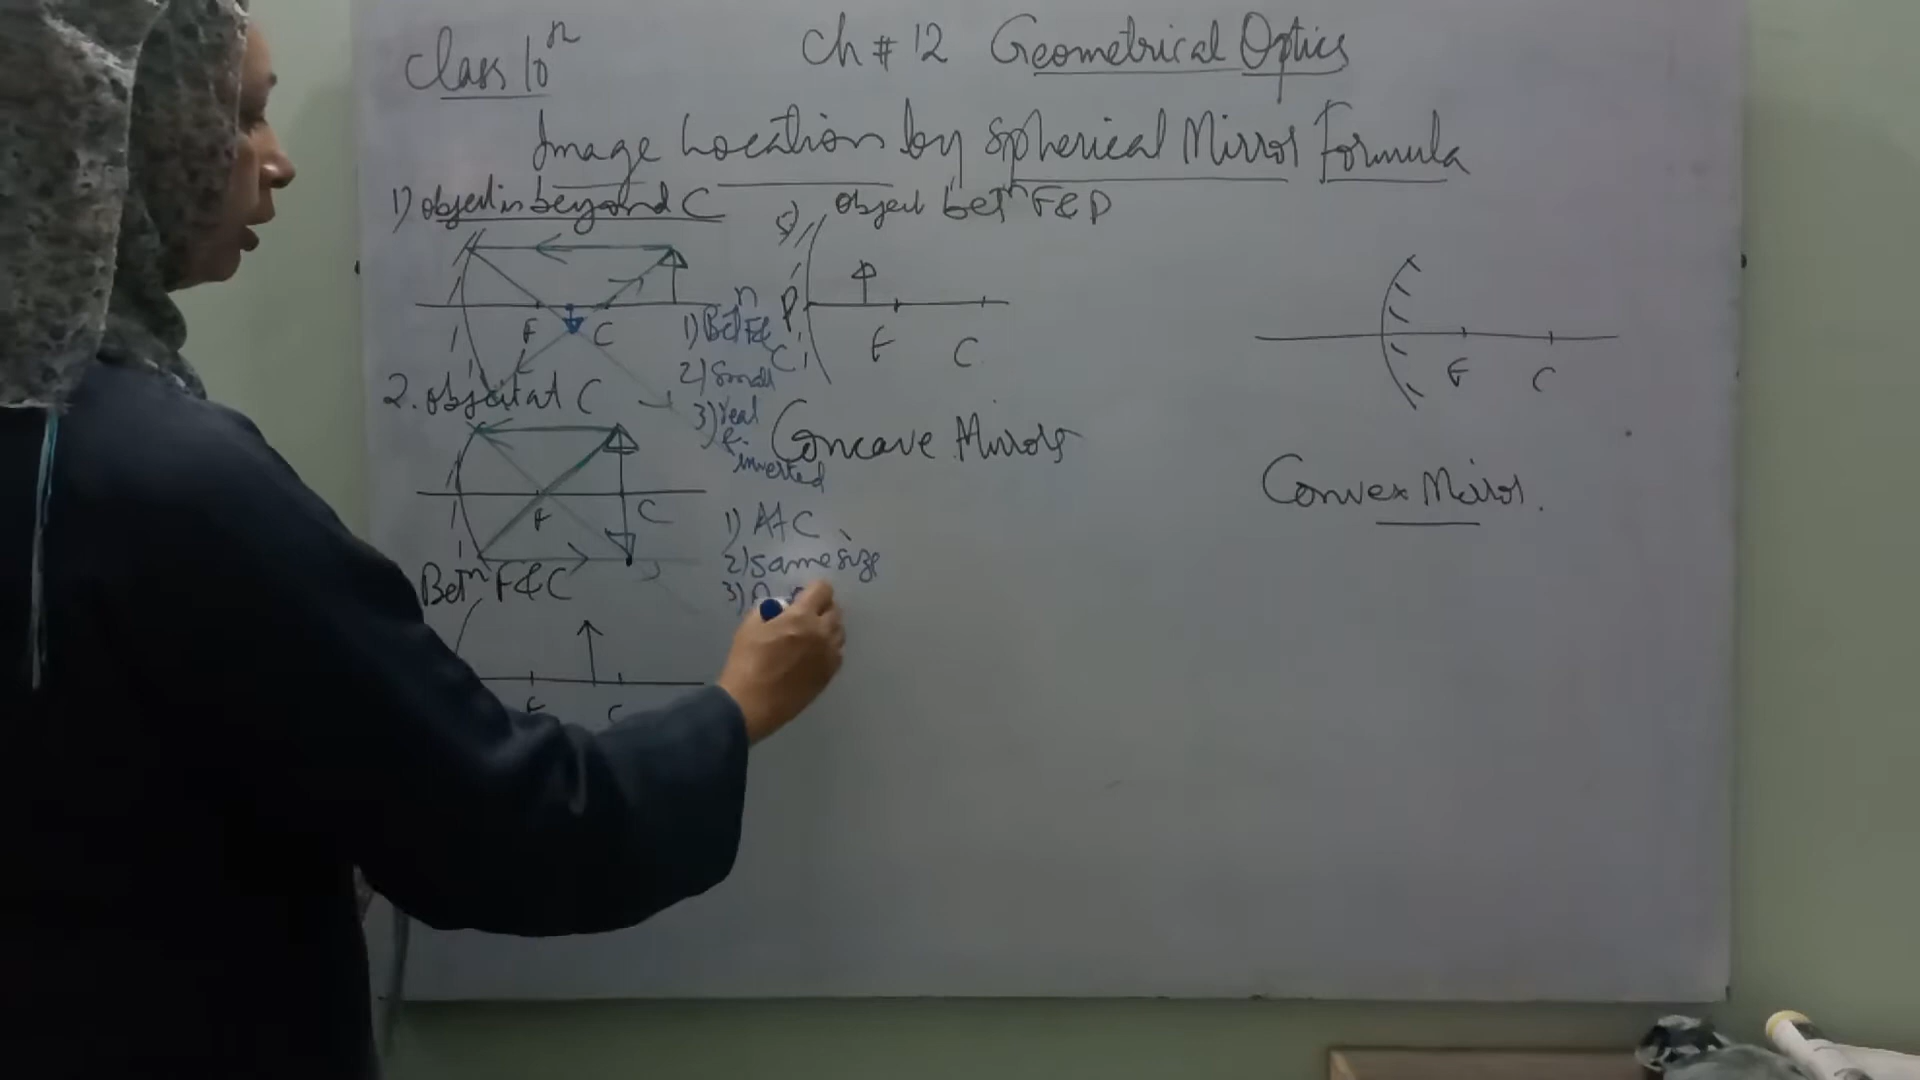 Class 10th
Ch # 12 Geometrical Optics
Image Location by Spherical Mirror Formula
1) object is beyond C
F C
1) Betn F &
C
2) Small
3) real
&
inverted
2. object at C
F C
1) At C
2) Same size
3)
Betn F & C
F C
5) object betn F & P
P F C
Concave Mirrors
F C
Convex Mirror.